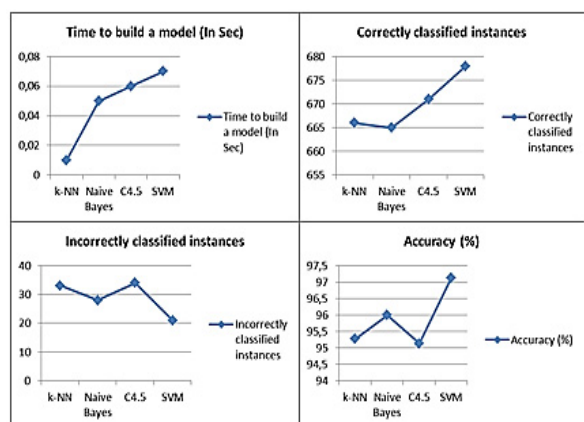 Time to build a model (In Sec)
0,08
0,06
0,04
0,02
0
k-NN Naive Bayes C4.5 SVM
Time to build
a model (In
Sec)
Correctly classified instances
680
675
670
665
660
655
k-NN Naive Bayes C4.5 SVM
Correctly
classified
instances
Incorrectly classified instances
40
30
20
10
0
k-NN Naive Bayes C4.5 SVM
Incorrectly
classified
instances
Accuracy (%)
97,5
97
96,5
96
95,5
95
94,5
94
k-NN Naive Bayes C4.5 SVM
Accuracy (%)